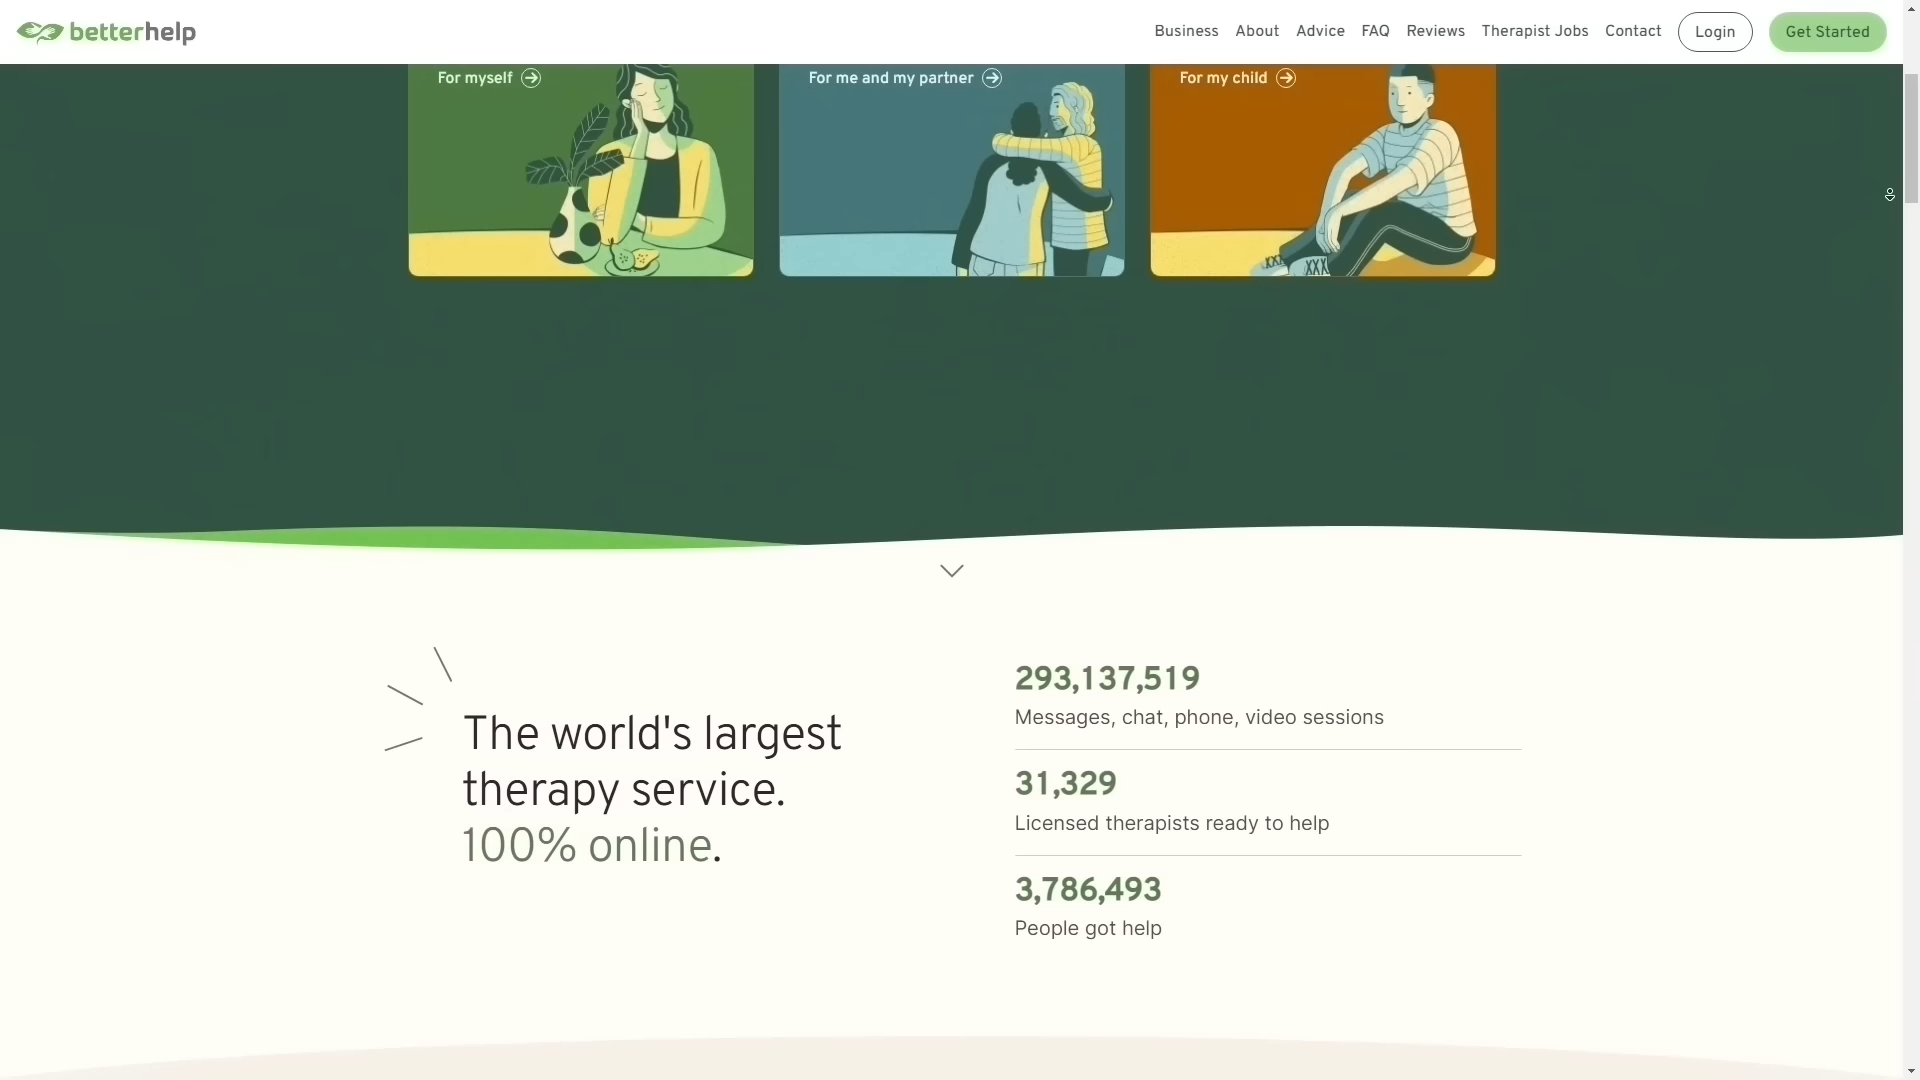 betterhelp
Business About Advice FAQ Reviews Therapist Jobs Contact Login Get Started
For myself
For me and my partner
For my child
The world's largest
therapy service.
100% online.
293,137,519
Messages, chat, phone, video sessions
31,329
Licensed therapists ready to help
3,786,493
People got help